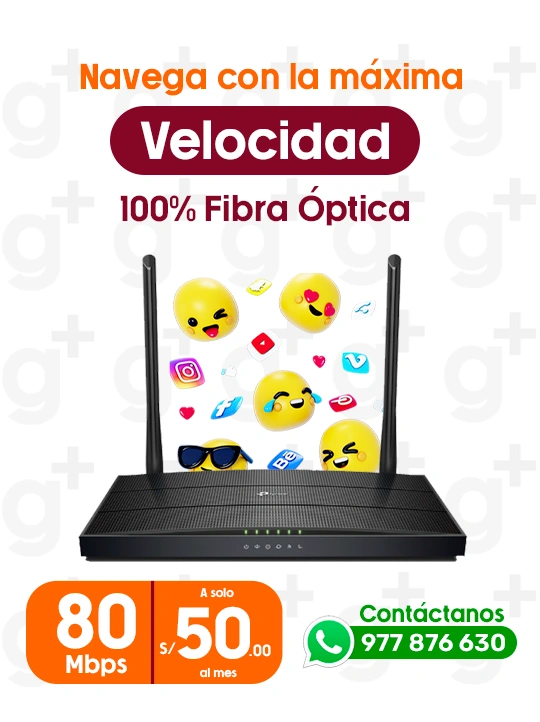 Navega con la máxima
Velocidad
100% Fibra Óptica
80
Mbps
A solo
S/50.00
al mes
Contáctanos
977 876 630